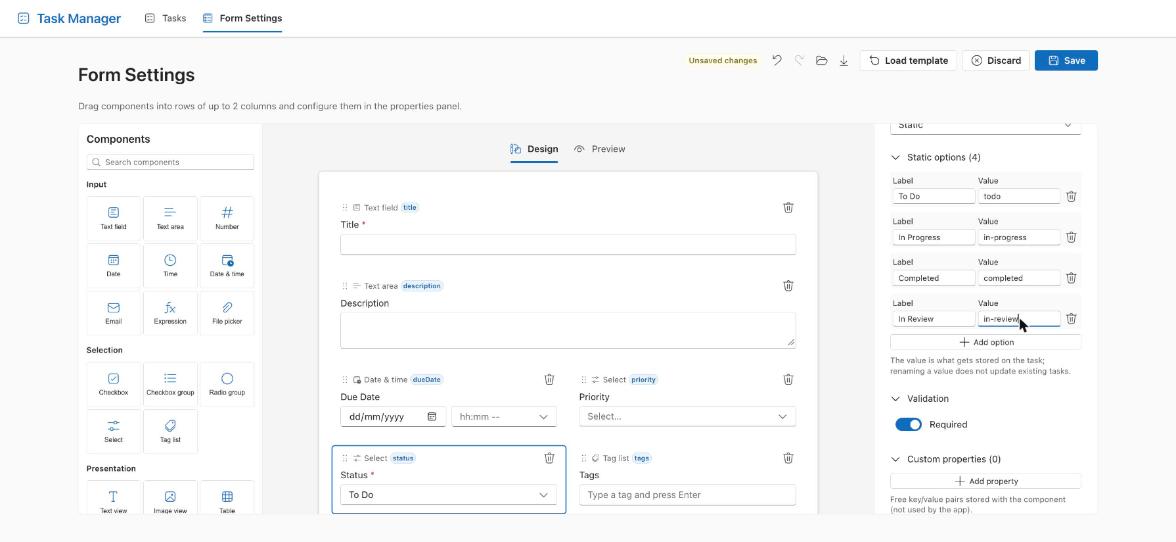 Task Manager
Tasks
Form Settings
Form Settings
Unsaved changes
Load template
Discard
Save
Drag components into rows of up to 2 columns and configure them in the properties panel.
Components
Search components
Input
Text field
Text area
Number
Date
Time
Date & time
Email
Expression
File picker
Selection
Checkbox
Checkbox group
Radio group
Select
Tag list
Presentation
Text view
Image view
Table
Design
Preview
Text field title
Title *
Text area description
Description
Date & time dueDate
Due Date
dd/mm/yyyy
hh:mm --
Select priority
Priority
Select...
Select status
Status *
To Do
Tag list tags
Tags
Type a tag and press Enter
Static
Static options (4)
Label Value
To Do todo
Label Value
In Progress in-progress
Label Value
Completed completed
Label Value
In Review in-review
Add option
The value is what gets stored on the task;
renaming a value does not update existing tasks.
Validation
Required
Custom properties (0)
Add property
Free key/value pairs stored with the component
(not used by the app).